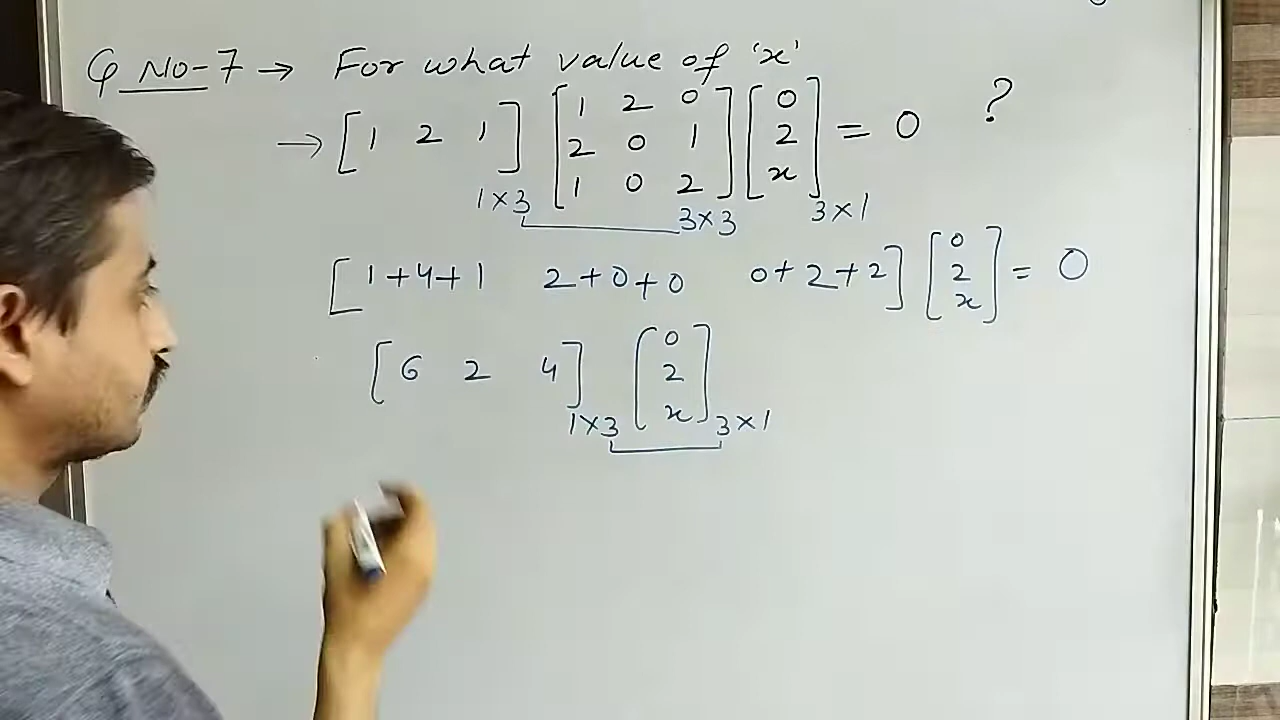 Q No-7 → For what value of 'x'
→ [1 2 1] [1 2 0 [0
2 0 1 2 = 0 ?
1 0 2] x]
1×3 3×3 3×1
[1+4+1 2+0+0 0+2+2] [0 2 x] = 0
[6 2 4] [0 2 x]
1×3 3×1